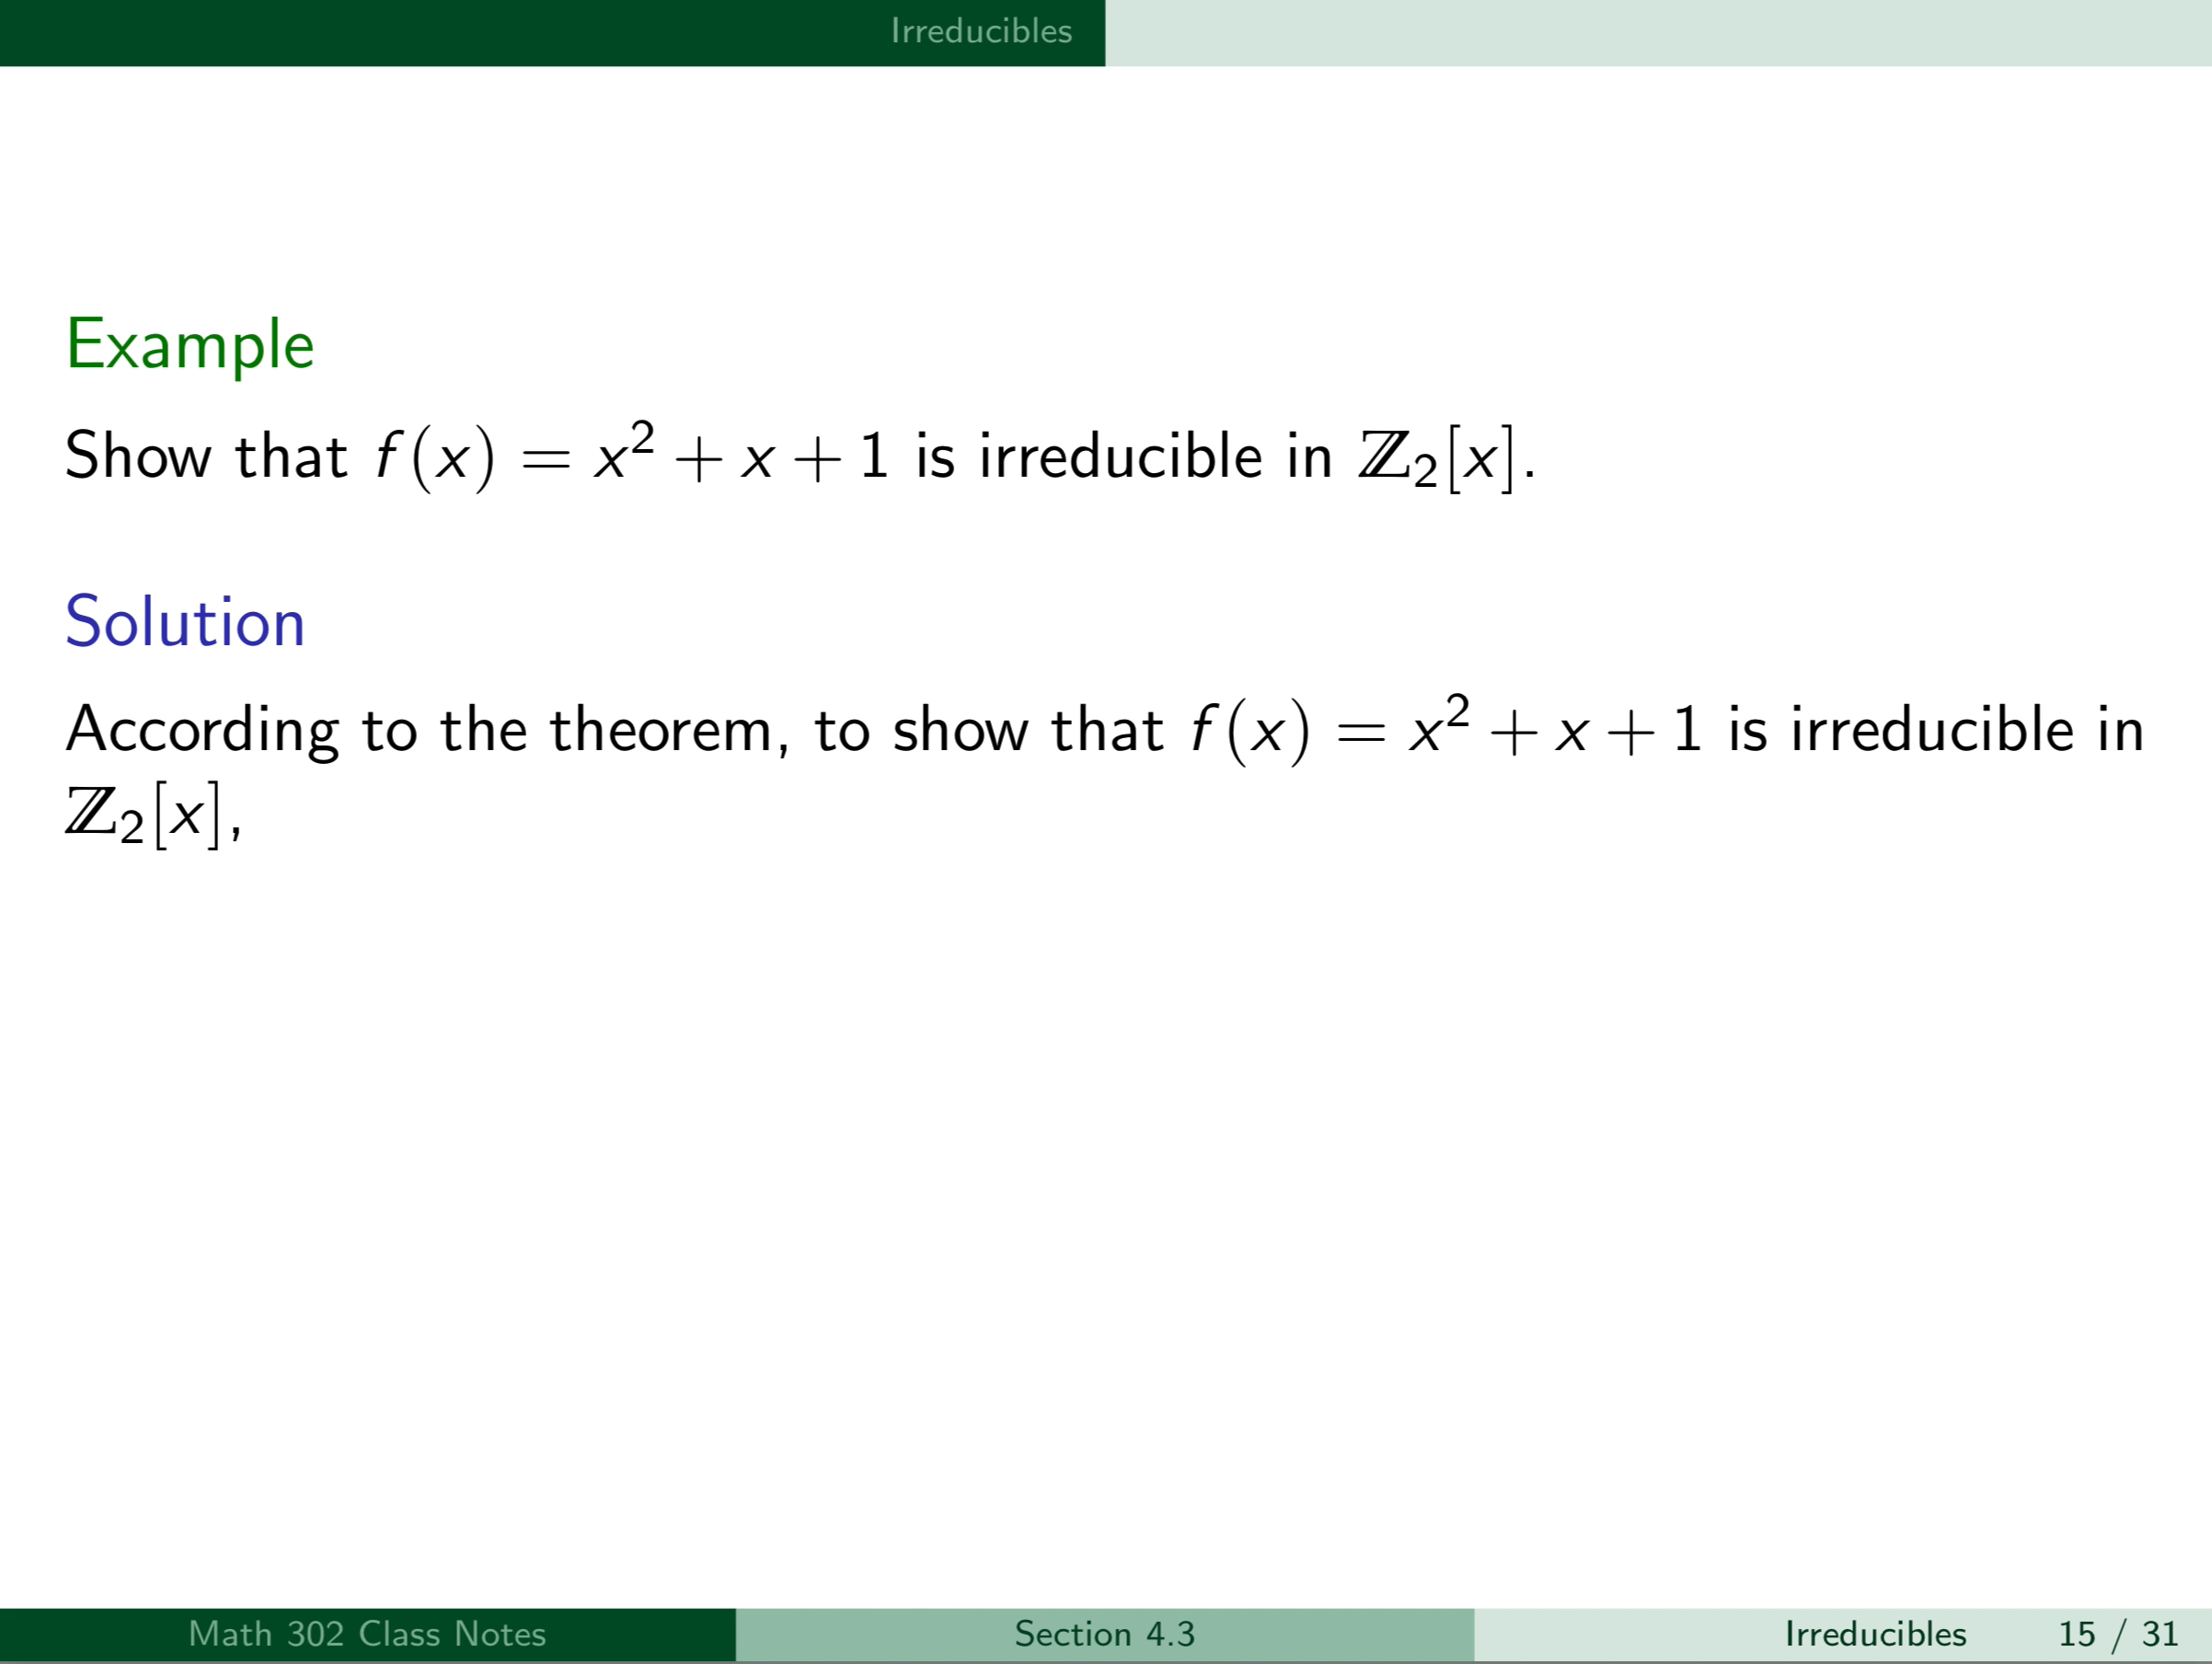 Irreducibles
Example
Show that f(x) = x² + x + 1 is irreducible in ℤ₂[x].
Solution
According to the theorem, to show that f(x) = x² + x + 1 is irreducible in
ℤ₂[x],
Math 302 Class Notes Section 4.3 Irreducibles 15 / 31